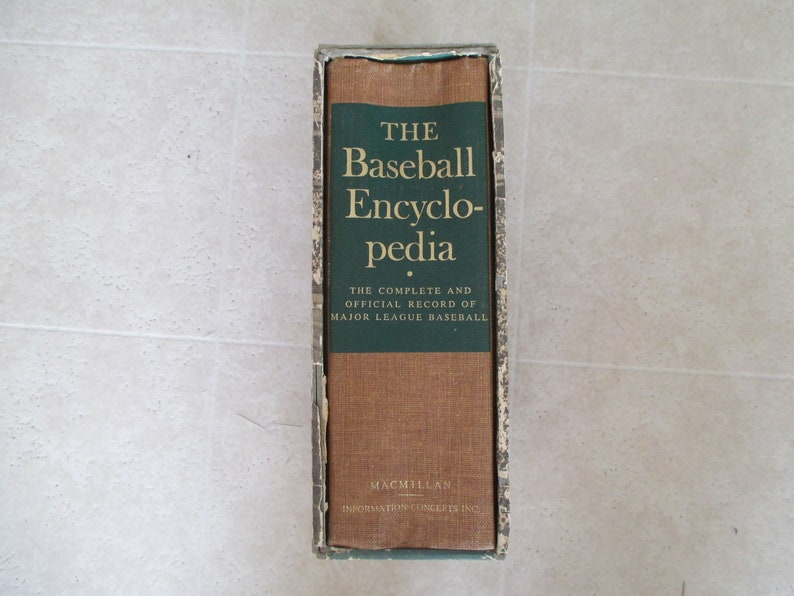 THE
Baseball
Encyclo-
pedia
THE COMPLETE AND
OFFICIAL RECORD OF
MAJOR LEAGUE BASEBALL
MACMILLAN
INFORMATION CONCEPTS INC.